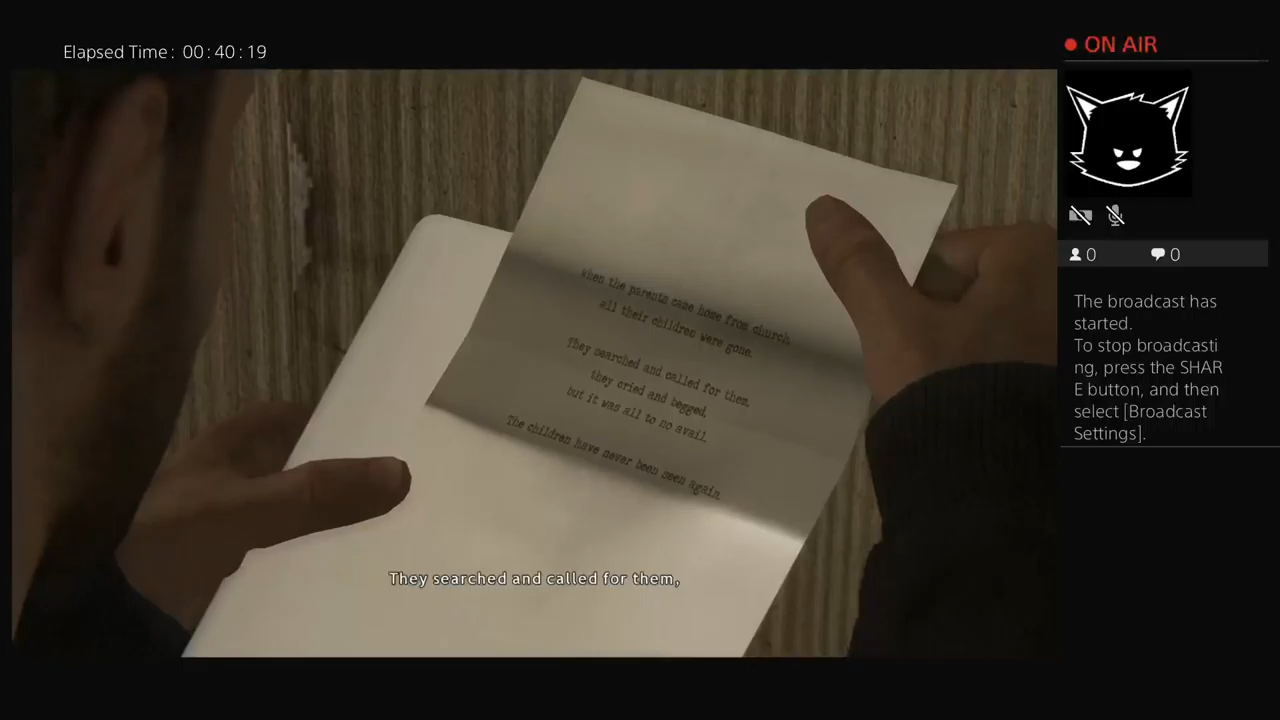 Elapsed Time: 00:40:19
ON AIR
0
0
The broadcast has
started.
To stop broadcasti
ng, press the SHAR
E button, and then
select [Broadcast
Settings].
when the parents came home from church
all their children were gone.
They searched and called for them,
they cried and begged,
but it was all to no avail.
The children have never been seen again.
They searched and called for them,